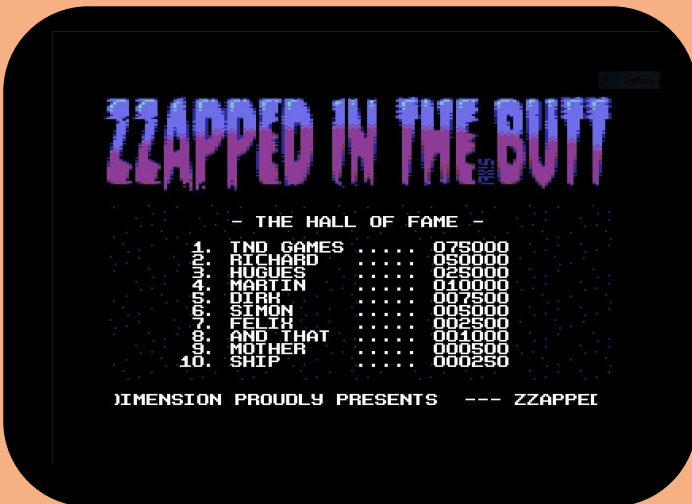 ZZAPPED IN THE BUTT
- THE HALL OF FAME -
1. TND GAMES ..... 075000
2. RICHARD ..... 050000
3. HUGUES ..... 025000
4. MARTIN ..... 010000
5. DIRK ..... 007500
6. SIMON ..... 005000
7. FELIX ..... 002500
8. AND THAT ..... 001000
9. MOTHER ..... 000500
10. SHIP ..... 000250
DIMENSION PROUDLY PRESENTS --- ZZAPPED